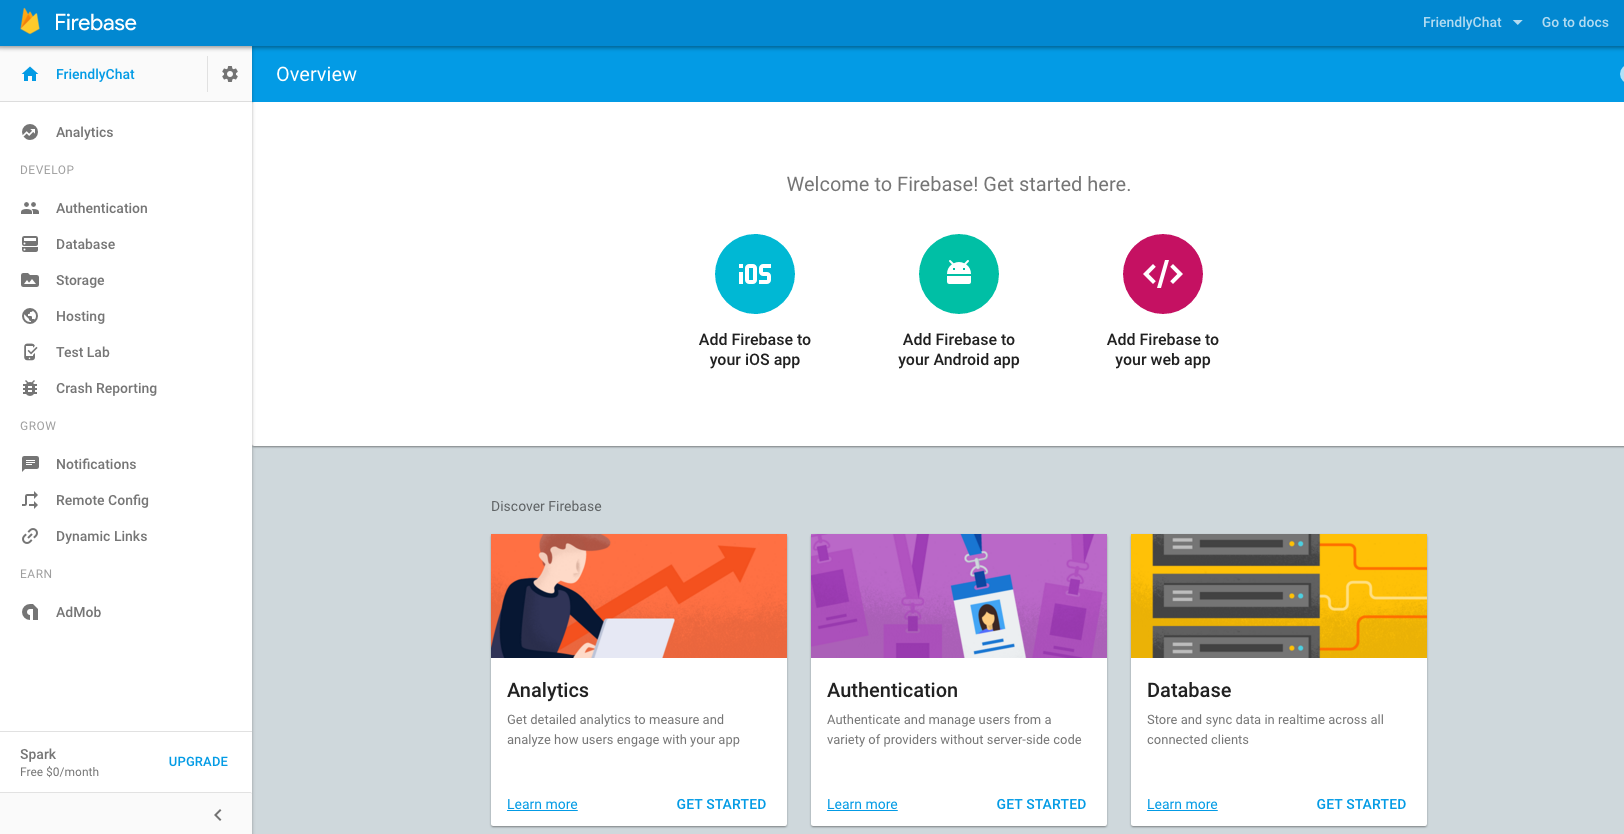 Firebase
FriendlyChat
Go to docs
FriendlyChat
Overview
Analytics
DEVELOP
Authentication
Database
Storage
Hosting
Test Lab
Crash Reporting
GROW
Notifications
Remote Config
Dynamic Links
EARN
AdMob
Spark
Free $0/month
UPGRADE
Welcome to Firebase! Get started here.
iOS
</>
Add Firebase to
your iOS app
Add Firebase to
your Android app
Add Firebase to
your web app
Discover Firebase
Analytics
Get detailed analytics to measure and
analyze how users engage with your app
Learn more
GET STARTED
Authentication
Authenticate and manage users from a
variety of providers without server-side code
Learn more
GET STARTED
Database
Store and sync data in realtime across all
connected clients
Learn more
GET STARTED